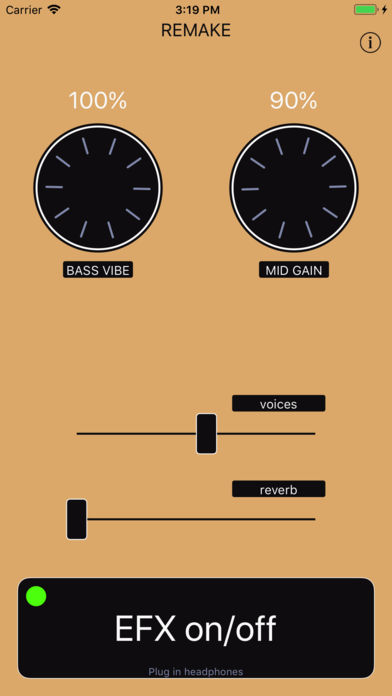 Carrier 3:19 PM
REMAKE
i
100% 90%
BASS VIBE MID GAIN
voices
reverb
EFX on/off
Plug in headphones